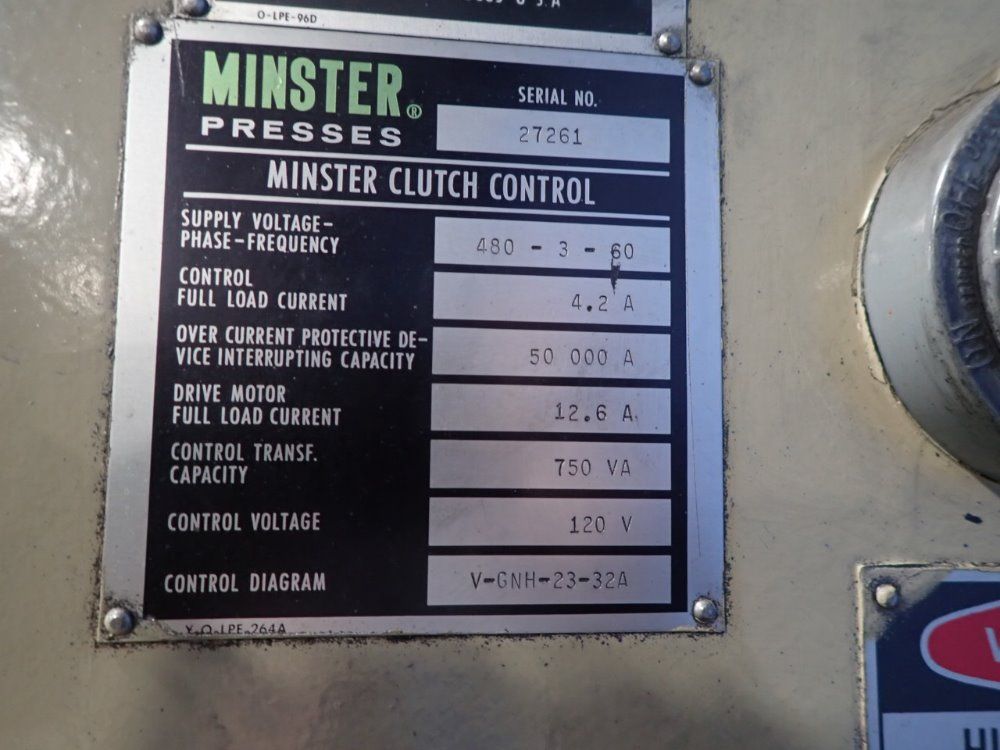 O-LPE-96D
MINSTER®
PRESSES
SERIAL NO.
27261
MINSTER CLUTCH CONTROL
SUPPLY VOLTAGE-
PHASE-FREQUENCY
480 - 3 - 60
CONTROL
FULL LOAD CURRENT
4.2 A
OVER CURRENT PROTECTIVE DE-
VICE INTERRUPTING CAPACITY
50 000 A
DRIVE MOTOR
FULL LOAD CURRENT
12.6 A
CONTROL TRANSF.
CAPACITY
750 VA
CONTROL VOLTAGE
120 V
CONTROL DIAGRAM
V-GNH-23-32A
X-O-LPE-264A
ON
OFF